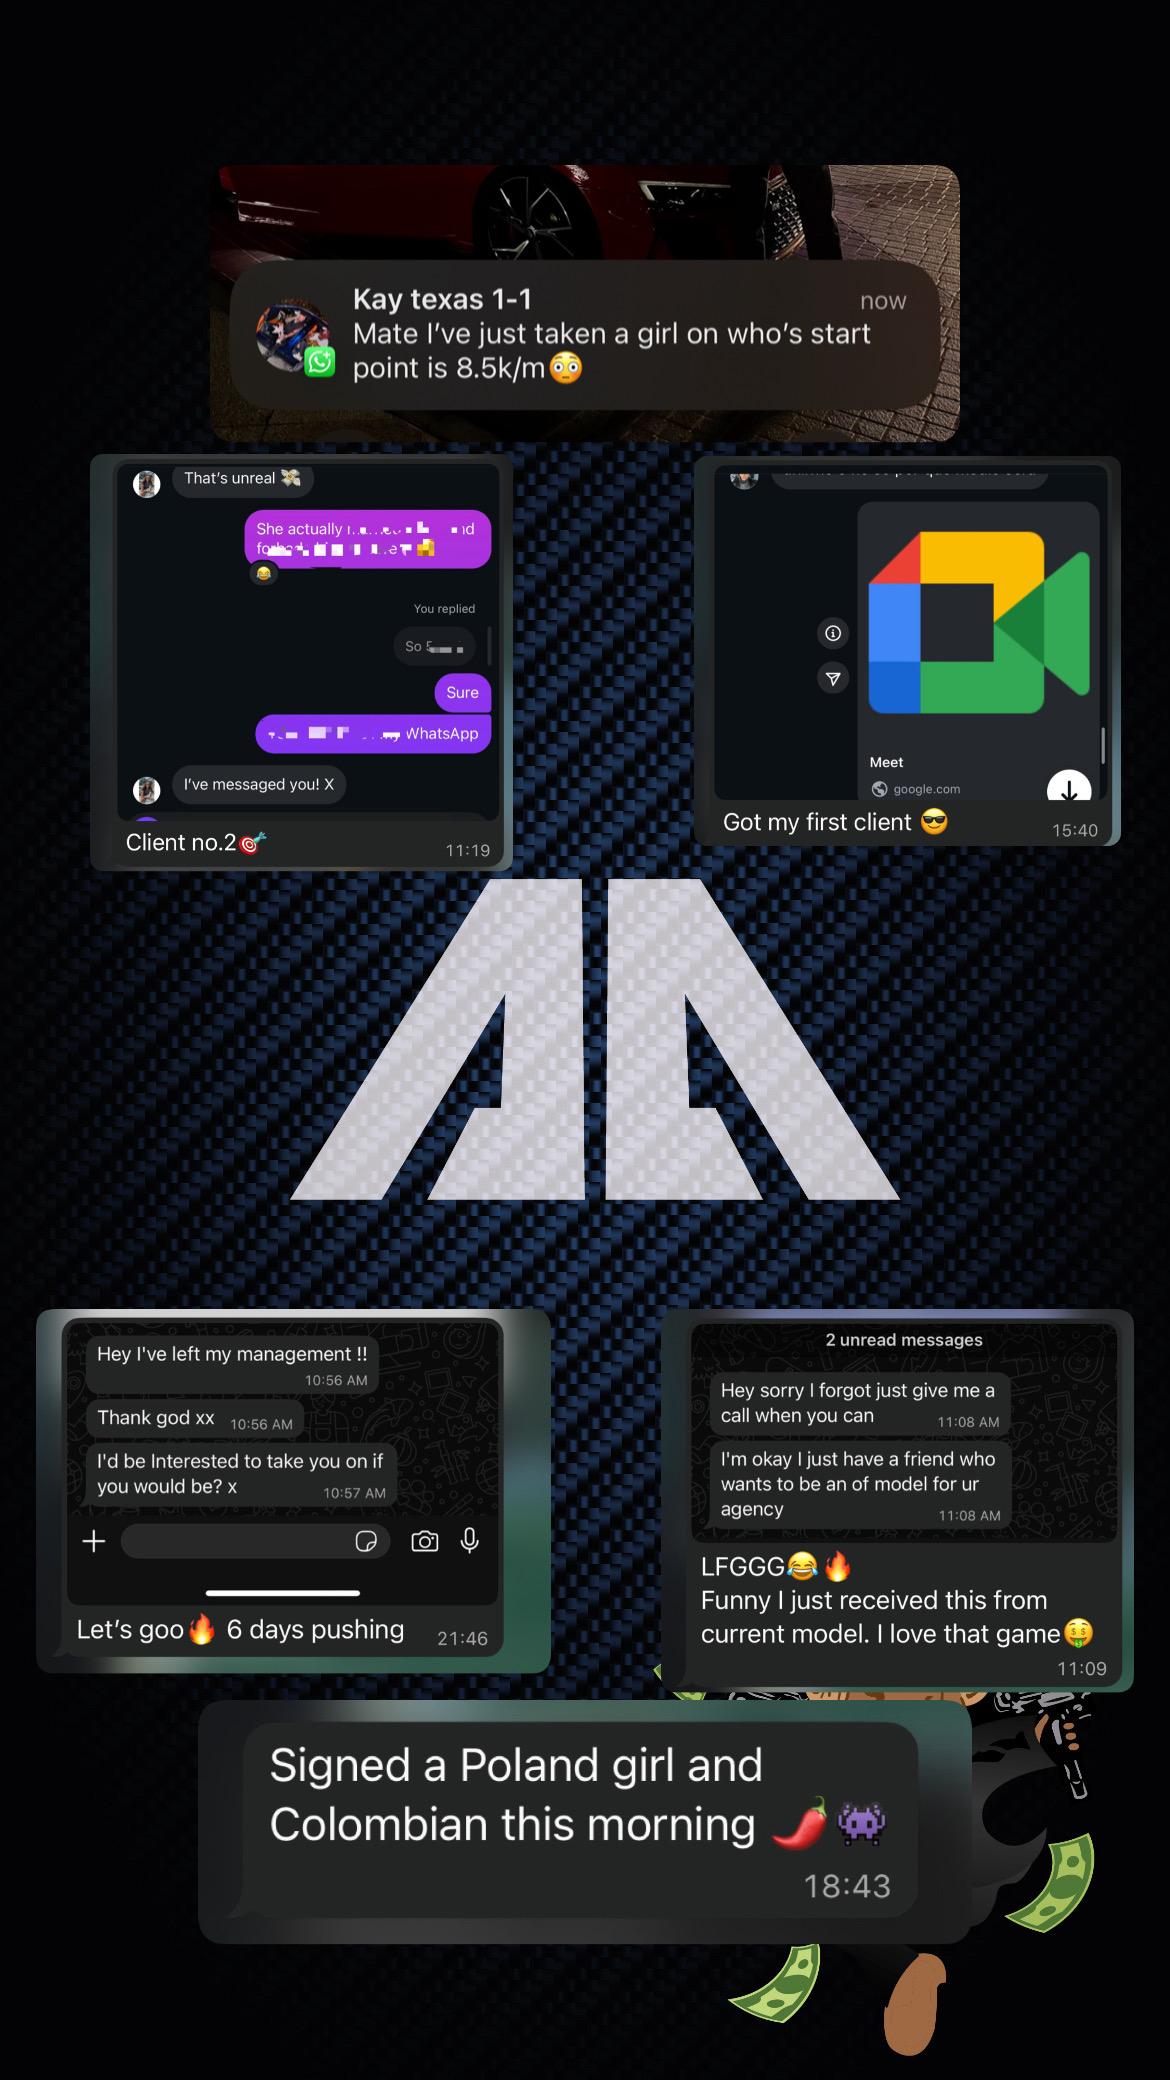 Kay texas 1-1
now
Mate I've just taken a girl on who's start
point is 8.5k/m😳
That's unreal 💸
She actually
😂
You replied
So
Sure
WhatsApp
I've messaged you! X
Client no.2🎯
11:19
Meet
google.com
Got my first client 😎
15:40
Hey I've left my management !!
10:56 AM
Thank god xx 10:56 AM
I'd be Interested to take you on if
you would be? x 10:57 AM
Let's goo🔥 6 days pushing
21:46
2 unread messages
Hey sorry I forgot just give me a
call when you can 11:08 AM
I'm okay I just have a friend who
wants to be an of model for ur
agency 11:08 AM
LFGGG😂🔥
Funny I just received this from
current model. I love that game🤑
11:09
Signed a Poland girl and
Colombian this morning 🌶️👾
18:43